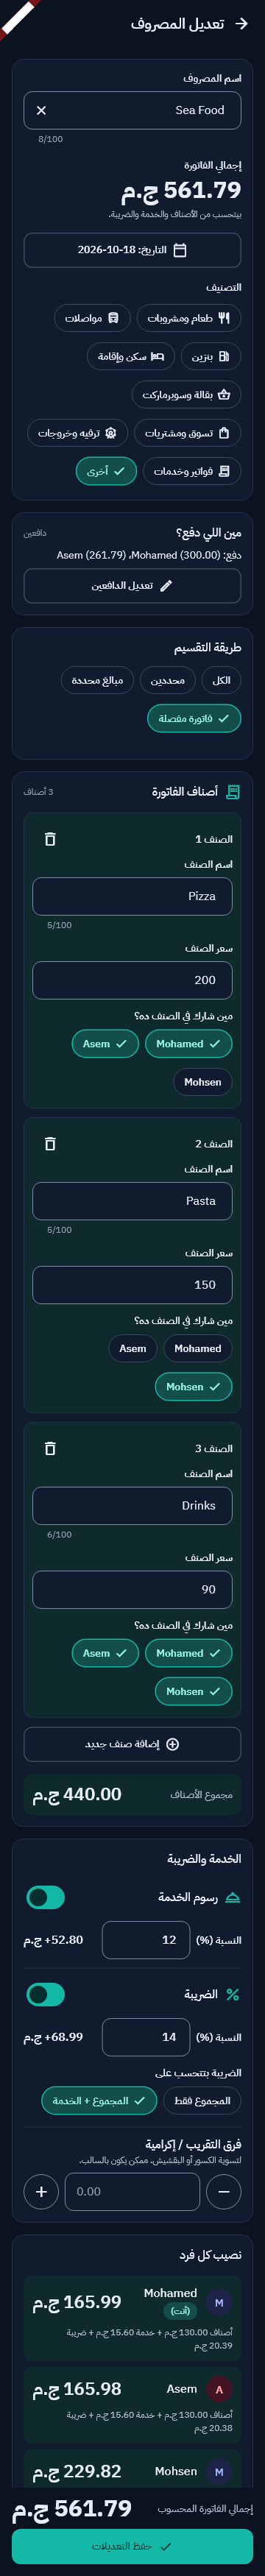 تعديل المصروف
اسم المصروف
Sea Food
8/100
إجمالي الفاتورة
561.79 ج.م
بيتحسب من الأصناف والخدمة والضريبة.
التاريخ: 18-10-2026
التصنيف
طعام ومشروبات
مواصلات
بنزين
سكن وإقامة
بقالة وسوبرماركت
تسوق ومشتريات
ترفيه وخروجات
فواتير وخدمات
أخرى
مين اللي دفع؟
دافعين
دفع: Mohamed (300.00)، Asem (261.79)
تعديل الدافعين
طريقة التقسيم
الكل
محددين
مبالغ محددة
فاتورة مفصلة
أصناف الفاتورة
3 أصناف
الصنف 1
اسم الصنف
Pizza
5/100
سعر الصنف
200
مين شارك في الصنف ده؟
Mohamed
Asem
Mohsen
الصنف 2
اسم الصنف
Pasta
5/100
سعر الصنف
150
مين شارك في الصنف ده؟
Mohamed
Asem
Mohsen
الصنف 3
اسم الصنف
Drinks
6/100
سعر الصنف
90
مين شارك في الصنف ده؟
Mohamed
Asem
Mohsen
إضافة صنف جديد
مجموع الأصناف
440.00 ج.م
الخدمة والضريبة
رسوم الخدمة
النسبة (%)
12
+52.80 ج.م
الضريبة
النسبة (%)
14
+68.99 ج.م
الضريبة بتتحسب على
المجموع فقط
المجموع + الخدمة
فرق التقريب / إكرامية
لتسوية الكسور أو البقشيش. ممكن يكون بالسالب.
0.00
نصيب كل فرد
M
Mohamed
(أنت)
165.99 ج.م
أصناف 130.00 ج.م + خدمة 15.60 ج.م + ضريبة
20.39 ج.م
A
Asem
165.98 ج.م
أصناف 130.00 ج.م + خدمة 15.60 ج.م + ضريبة
20.38 ج.م
M
Mohsen
229.82 ج.م
إجمالي الفاتورة المحسوب
561.79 ج.م
حفظ التعديلات